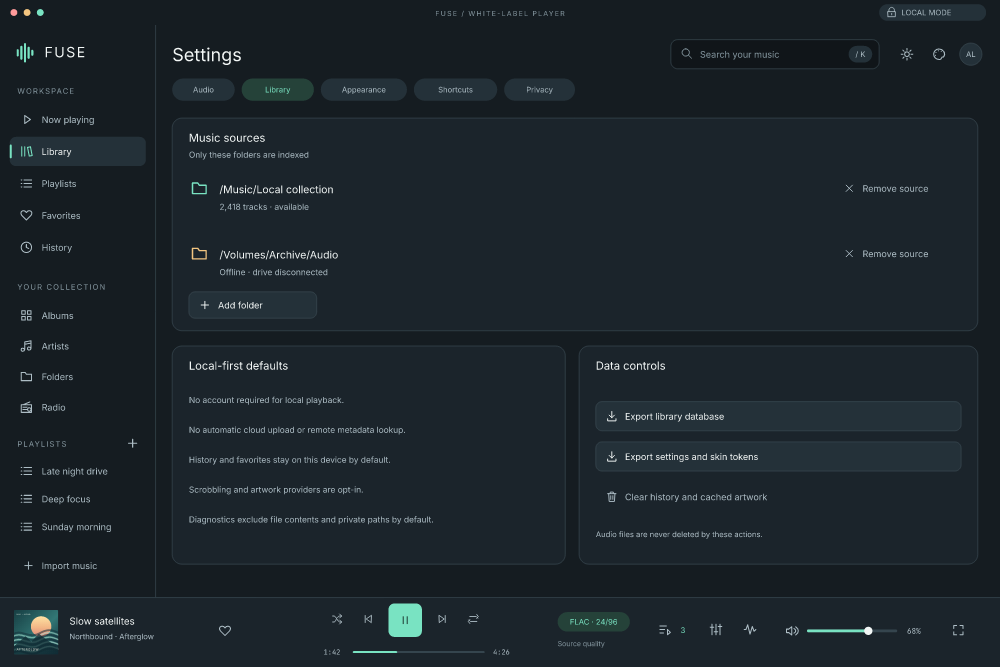 FUSE / WHITE-LABEL PLAYER
LOCAL MODE
FUSE
WORKSPACE
Now playing
Library
Playlists
Favorites
History
YOUR COLLECTION
Albums
Artists
Folders
Radio
PLAYLISTS
Late night drive
Deep focus
Sunday morning
Import music
Settings
Search your music
/ K
AL
Audio
Library
Appearance
Shortcuts
Privacy
Music sources
Only these folders are indexed
/Music/Local collection
2,418 tracks · available
Remove source
/Volumes/Archive/Audio
Offline · drive disconnected
Remove source
Add folder
Local-first defaults
No account required for local playback.
No automatic cloud upload or remote metadata lookup.
History and favorites stay on this device by default.
Scrobbling and artwork providers are opt-in.
Diagnostics exclude file contents and private paths by default.
Data controls
Export library database
Export settings and skin tokens
Clear history and cached artwork
Audio files are never deleted by these actions.
AFTERGLOW
Slow satellites
Northbound · Afterglow
1:42
4:26
FLAC · 24/96
Source quality
3
68%